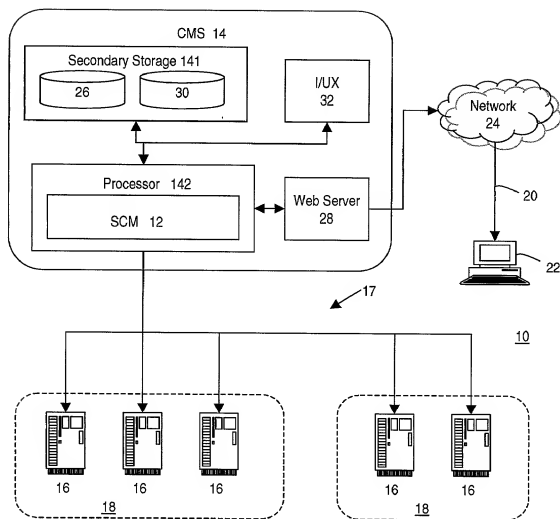 CMS 14
Secondary Storage 141
26
30
I/UX
32
Network
24
Processor 142
SCM 12
Web Server
28
20
22
17
10
16
16
16
18
16
16
18